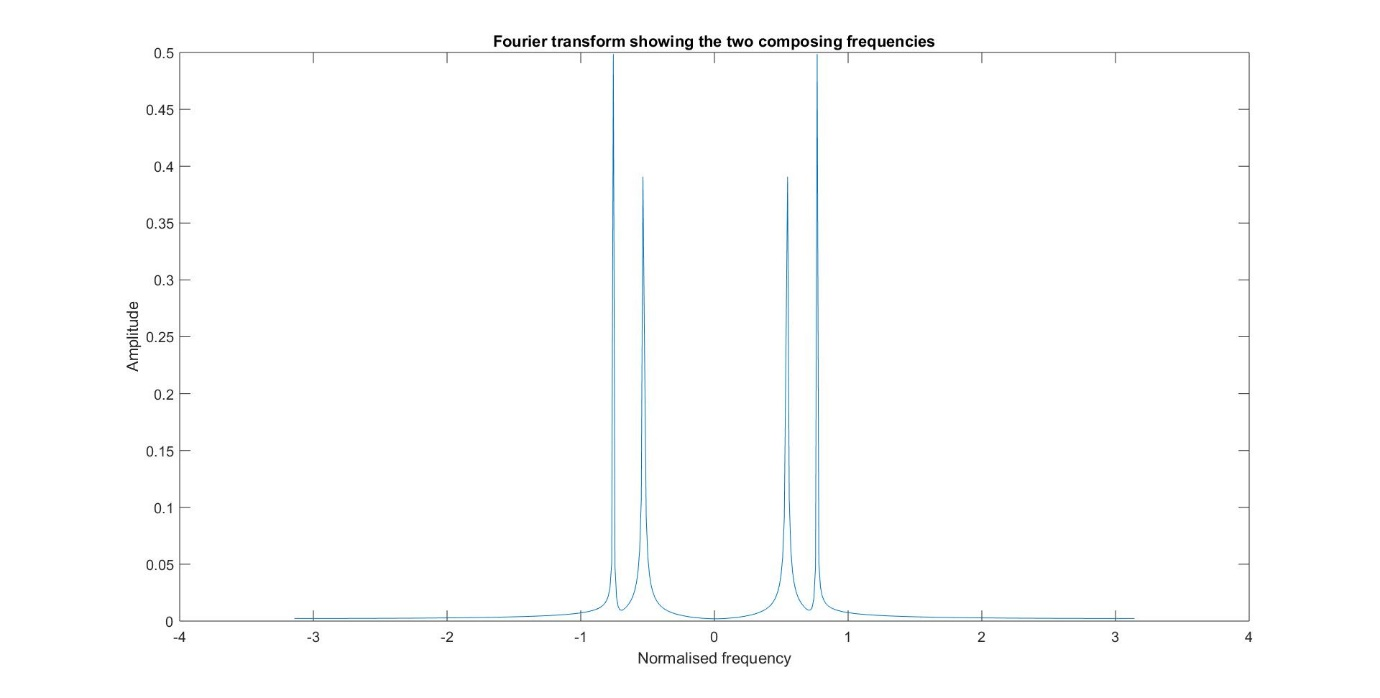 Fourier transform showing the two composing frequencies
0.5
0.45
0.4
0.35
0.3
0.25
0.2
0.15
0.1
0.05
0
Amplitude
-4 -3 -2 -1 0 1 2 3 4
Normalised frequency